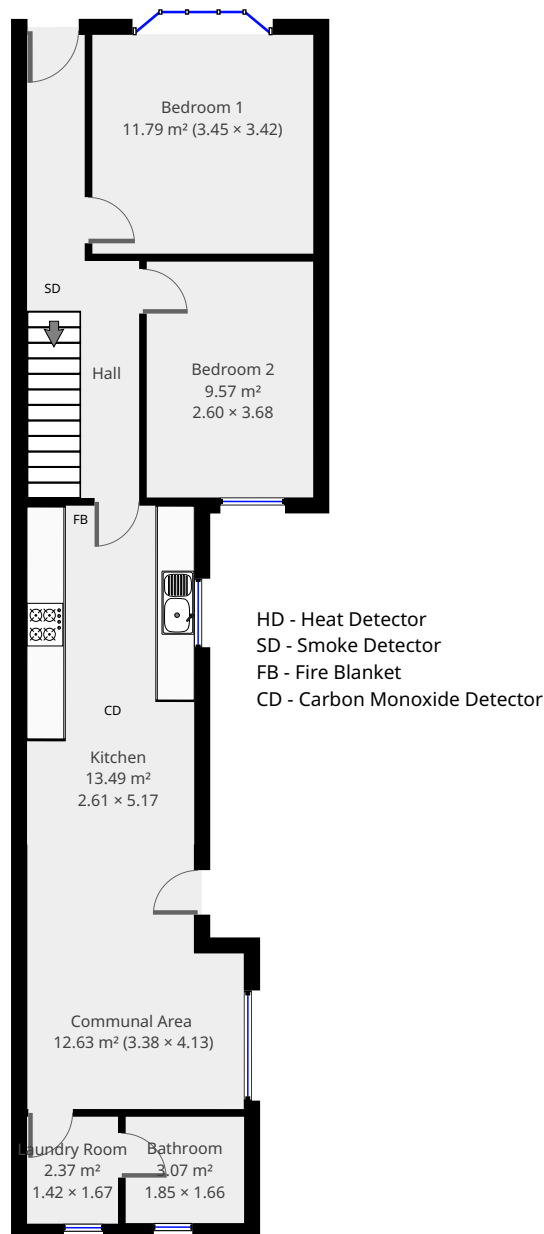 Bedroom 1
11.79 m² (3.45 × 3.42)
SD
Hall
Bedroom 2
9.57 m²
2.60 × 3.68
FB
HD - Heat Detector
SD - Smoke Detector
FB - Fire Blanket
CD - Carbon Monoxide Detector
CD
Kitchen
13.49 m²
2.61 × 5.17
Communal Area
12.63 m² (3.38 × 4.13)
Laundry Room
2.37 m²
1.42 × 1.67
Bathroom
3.07 m²
1.85 × 1.66